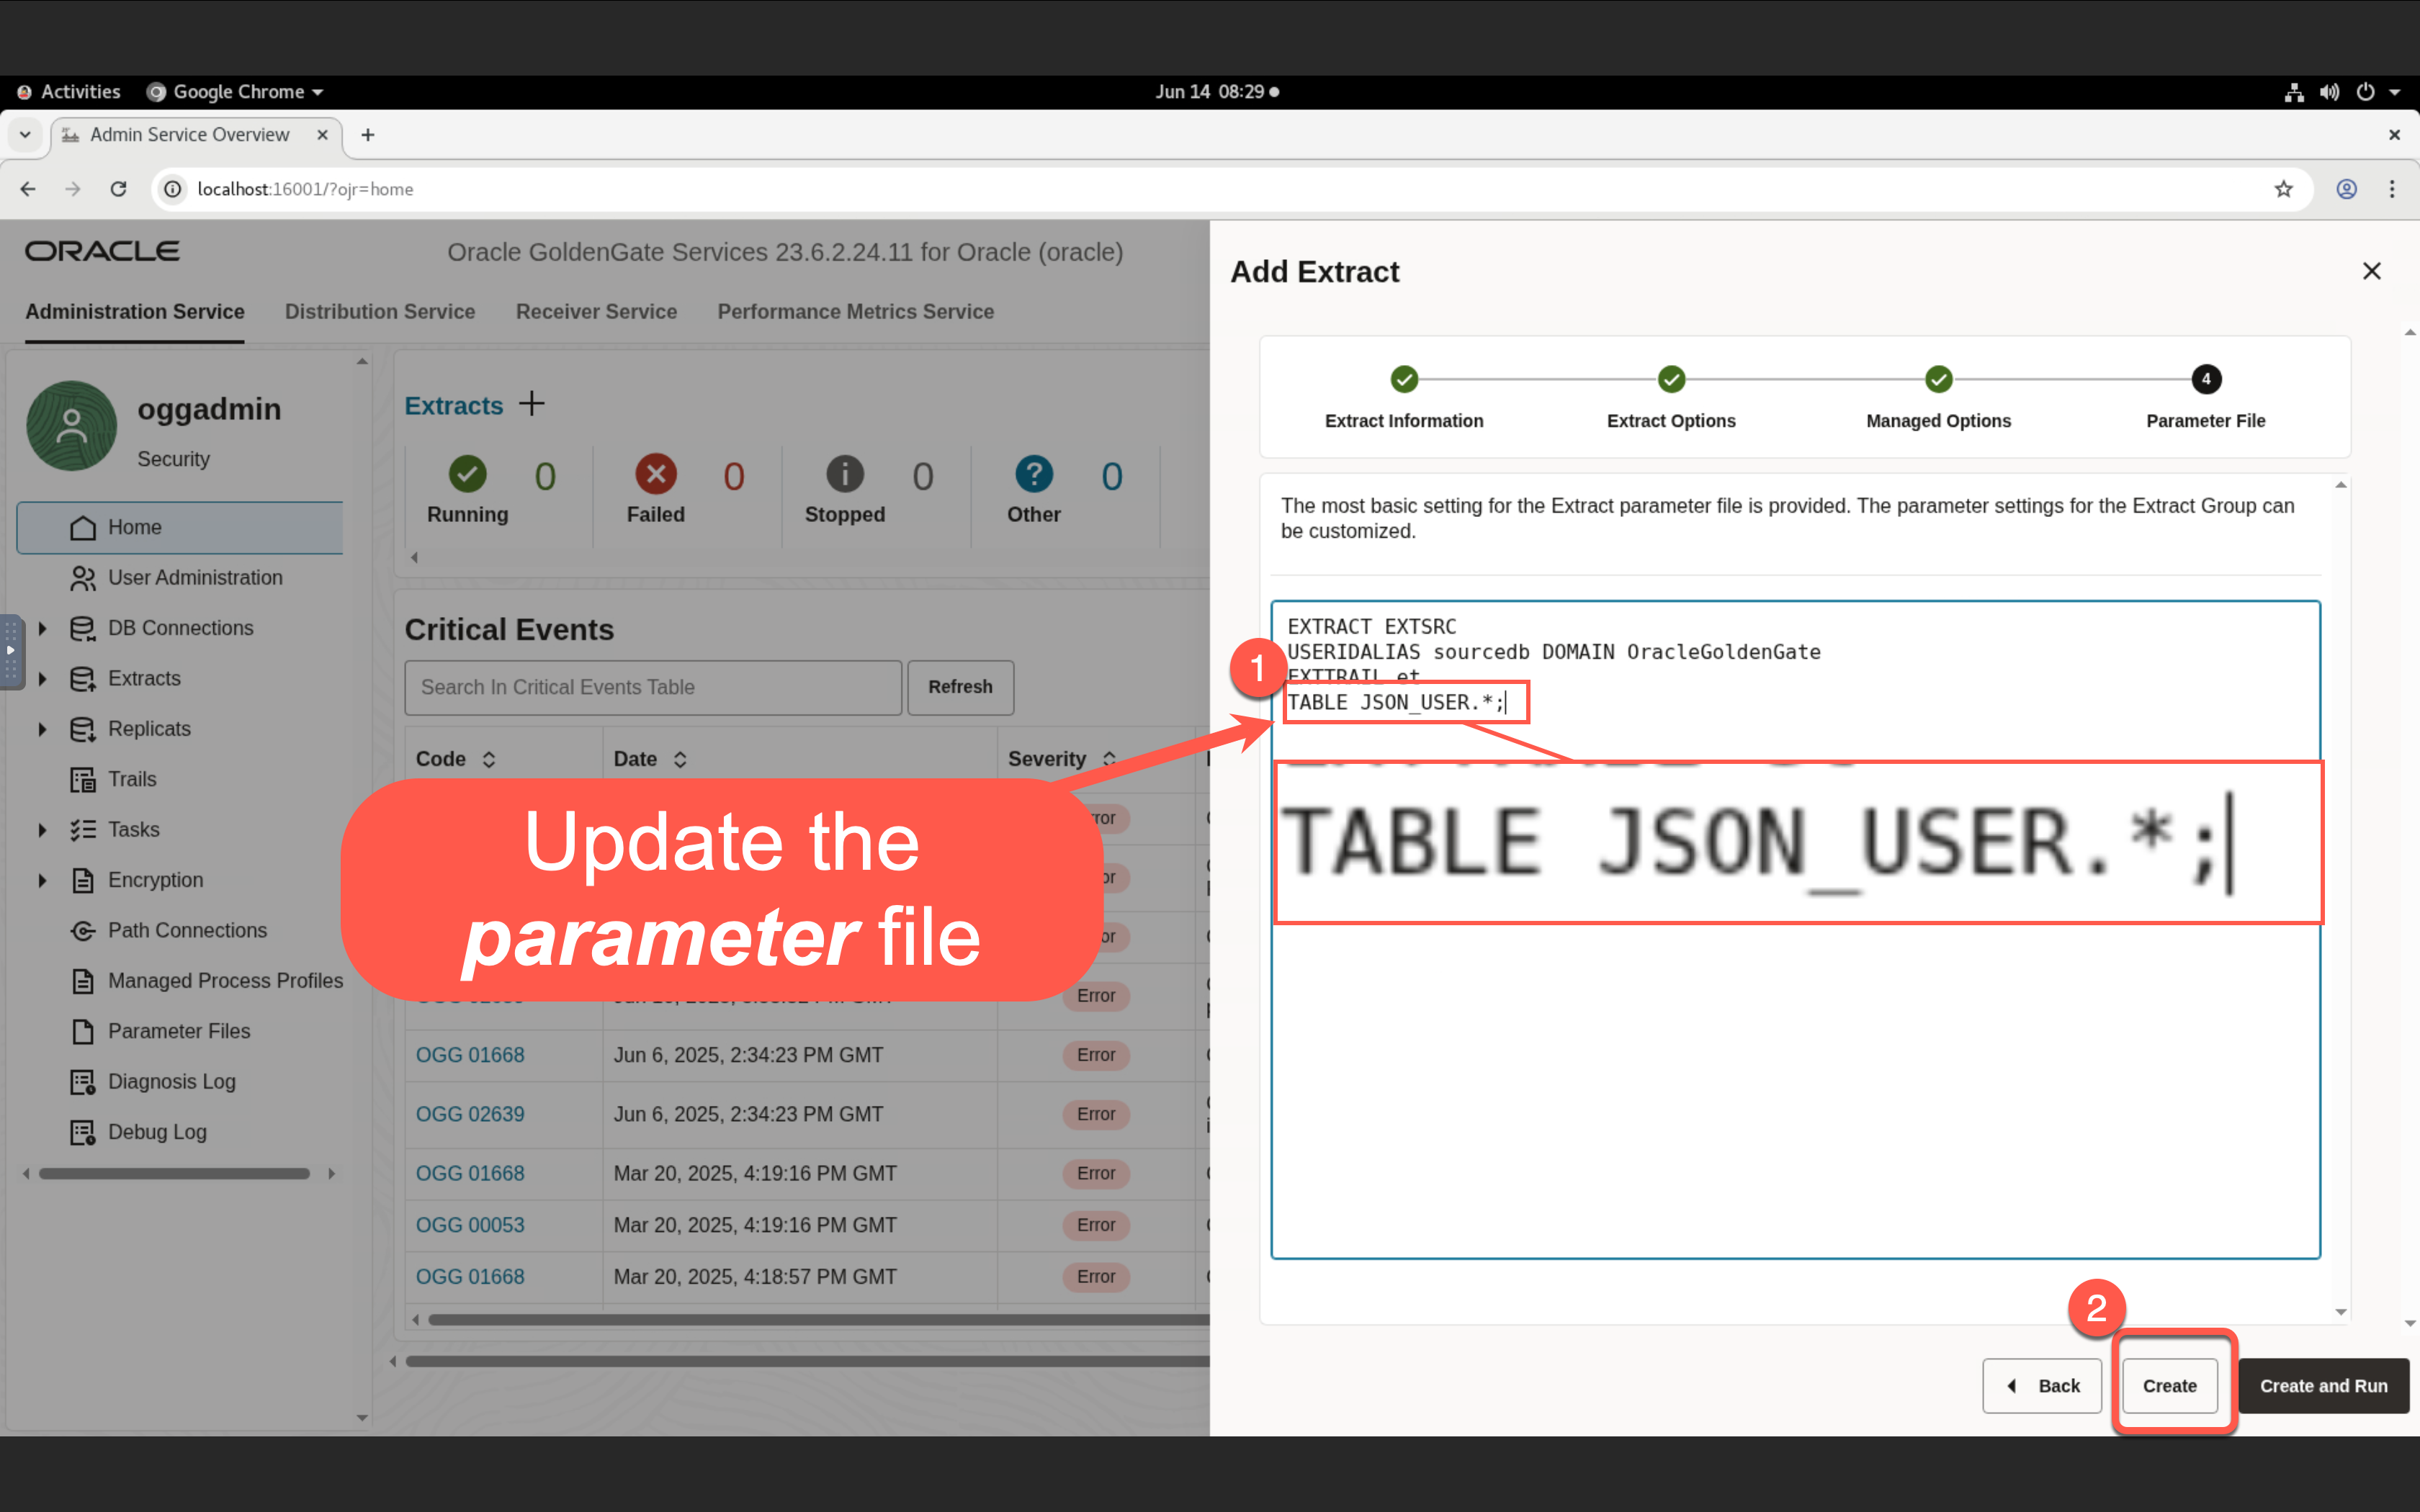 Activities Google Chrome Jun 14 08:29
Admin Service Overview
localhost:16001/?ojr=home
ORACLE Oracle GoldenGate Services 23.6.2.24.11 for Oracle (oracle)
Administration Service Distribution Service Receiver Service Performance Metrics Service
oggadmin
Security
Home
User Administration
DB Connections
Extracts
Replicats
Trails
Tasks
Encryption
Path Connections
Managed Process Profiles
Parameter Files
Diagnosis Log
Debug Log
Extracts
0 0 0 0
Running Failed Stopped Other
Critical Events
Search In Critical Events Table Refresh
Code Date Severity
Error
OGG 01668 Jun 6, 2025, 2:34:23 PM GMT Error
OGG 02639 Jun 6, 2025, 2:34:23 PM GMT Error
OGG 01668 Mar 20, 2025, 4:19:16 PM GMT Error
OGG 00053 Mar 20, 2025, 4:19:16 PM GMT Error
OGG 01668 Mar 20, 2025, 4:18:57 PM GMT Error
Update the
parameter file
Add Extract
4
Extract Information Extract Options Managed Options Parameter File
The most basic setting for the Extract parameter file is provided. The parameter settings for the Extract Group can
be customized.
EXTRACT EXTSRC
USERIDALIAS sourcedb DOMAIN OracleGoldenGate
1
EXTTRAIL et
TABLE JSON_USER.*;
TABLE JSON_USER.*;
2
Back Create Create and Run